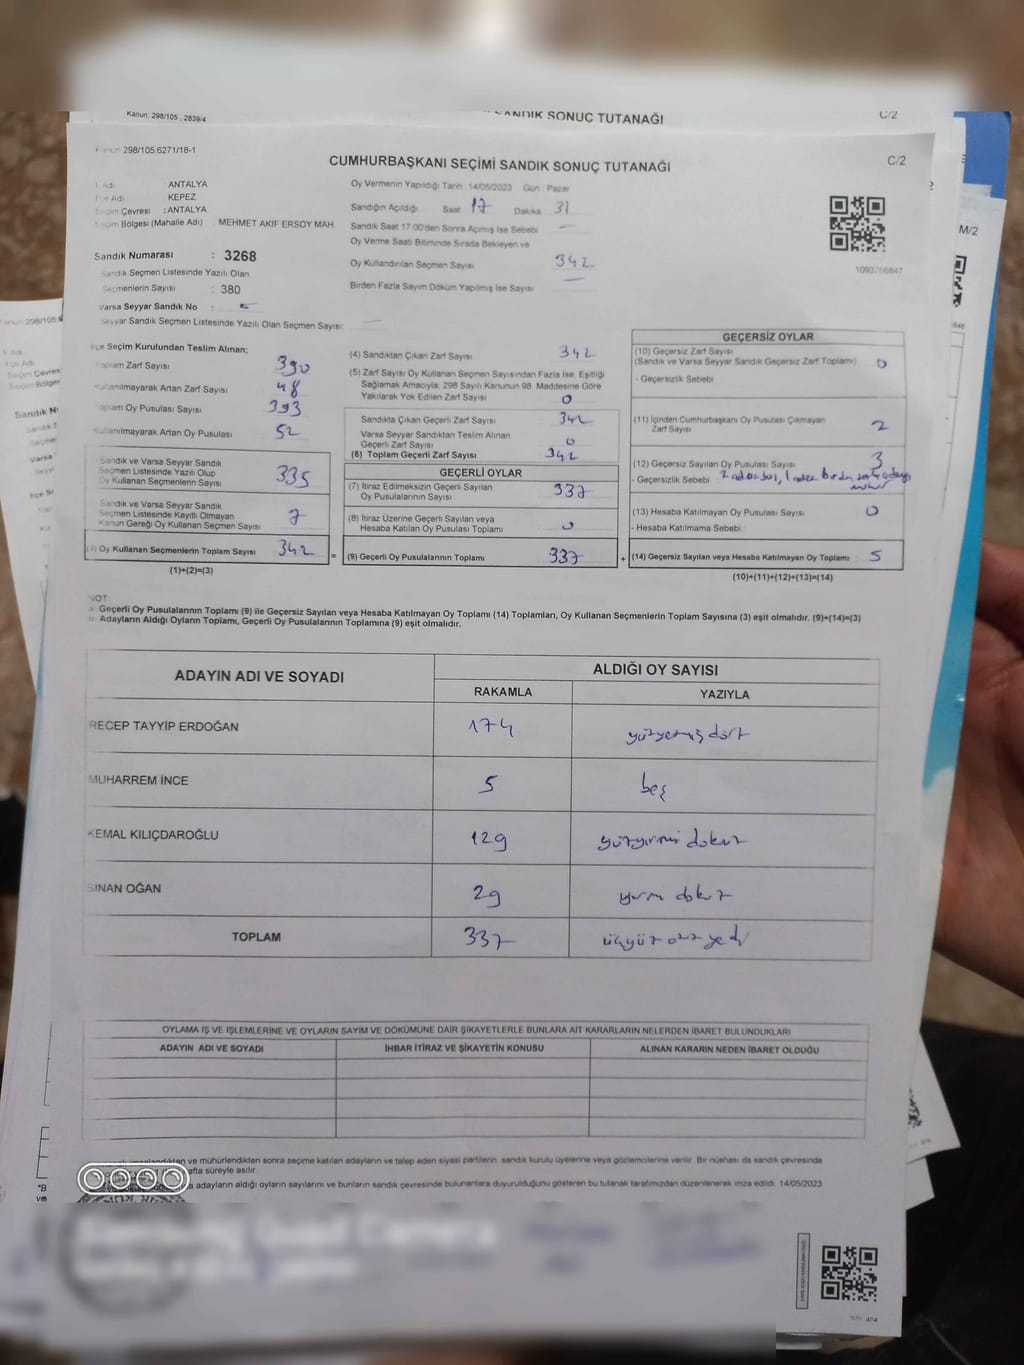 Kanun: 298/105 2839/4
SANDIK SONUÇ TUTANAĞI
C/2
298/105.6271/18-1
CUMHURBAŞKANI SEÇİMİ SANDIK SONUÇ TUTANAĞI
C/2
M/2
İl Adı ANTALYA
İlçe Adı KEPEZ
Seçim Çevresi : ANTALYA
Seçim Bölgesi (Mahalle Adı) : MEHMET AKİF ERSOY MAH
Sandık Numarası : 3268
Sandık Seçmen Listesinde Yazılı Olan
Seçmenlerin Sayısı : 380
Varsa Seyyar Sandık No :
Seyyar Sandık Seçmen Listesinde Yazılı Olan Seçmen Sayısı: —
Oy Vermenin Yapıldığı Tarih : 14/05/2023 Gün : Pazar
Sandığın Açıldığı Saat 17 Dakika 31
Sandık Saat 17.00'den Sonra Açılmış İse Sebebi —
Oy Verme Saati Bitiminde Sırada Bekleyen ve
Oy Kullandırılan Seçmen Sayısı 342
Birden Fazla Sayım Döküm Yapılmış İse Sayısı —
1093766847
İlçe Seçim Kurulundan Teslim Alınan;
Toplam Zarf Sayısı 390
Kullanılmayarak Artan Zarf Sayısı 48
Toplam Oy Pusulası Sayısı 393
Kullanılmayarak Artan Oy Pusulası 52
Sandık ve Varsa Seyyar Sandık
Seçmen Listesinde Yazılı Olup
Oy Kullanan Seçmenlerin Sayısı 335
Sandık ve Varsa Seyyar Sandık
Seçmen Listesinde Kayıtlı Olmayan
Kanun Gereği Oy Kullanan Seçmen Sayısı 7
(3) Oy Kullanan Seçmenlerin Toplam Sayısı 342 =
(1)+(2)=(3)
(4) Sandıktan Çıkan Zarf Sayısı 342
(5) Zarf Sayısı Oy Kullanan Seçmen Sayısından Fazla İse, Eşitliği
Sağlamak Amacıyla, 298 Sayılı Kanunun 98. Maddesine Göre
Yakılarak Yok Edilen Zarf Sayısı 0
Sandıkta Çıkan Geçerli Zarf Sayısı 342
Varsa Seyyar Sandıktan Teslim Alınan
Geçerli Zarf Sayısı 0
(6) Toplam Geçerli Zarf Sayısı 342
GEÇERLİ OYLAR
(7) İtiraz Edilmeksizin Geçerli Sayılan
Oy Pusulalarının Sayısı 337
(8) İtiraz Üzerine Geçerli Sayılan veya
Hesaba Katılan Oy Pusulası Toplamı 0
(9) Geçerli Oy Pusulalarının Toplamı 337 +
GEÇERSİZ OYLAR
(10) Geçersiz Zarf Sayısı
(Sandık ve Varsa Seyyar Sandık Geçersiz Zarf Toplamı) 0
- Geçersizlik Sebebi
(11) İçinden Cumhurbaşkanı Oy Pusulası Çıkmayan
Zarf Sayısı 2
(12) Geçersiz Sayılan Oy Pusulası Sayısı 3
- Geçersizlik Sebebi 2 adet boş, 1 adet birden
(13) Hesaba Katılmayan Oy Pusulası Sayısı 0
- Hesaba Katılmama Sebebi
(14) Geçersiz Sayılan veya Hesaba Katılmayan Oy Toplamı 5
(10)+(11)+(12)+(13)=(14)
NOT:
a- Geçerli Oy Pusulalarının Toplamı (9) ile Geçersiz Sayılan veya Hesaba Katılmayan Oy Toplamı (14) Toplamları, Oy Kullanan Seçmenlerin Toplam Sayısına (3) eşit olmalıdır. (9)+(14)=(3)
b- Adayların Aldığı Oyların Toplamı, Geçerli Oy Pusulalarının Toplamına (9) eşit olmalıdır.
ADAYIN ADI VE SOYADI
ALDIĞI OY SAYISI
RAKAMLA YAZIYLA
RECEP TAYYİP ERDOĞAN 174 yüzyetmiş dört
MUHARREM İNCE 5 beş
KEMAL KILIÇDAROĞLU 129 yüzyirmi dokuz
SİNAN OĞAN 29 yirmi dokuz
TOPLAM 337 üçyüz otuz yedi
OYLAMA İŞ VE İŞLEMLERİNE VE OYLARIN SAYIM VE DÖKÜMÜNE DAİR ŞİKAYETLERLE BUNLARA AİT KARARLARIN NELERDEN İBARET BULUNDUKLARI
ADAYIN ADI VE SOYADI İHBAR İTİRAZ VE ŞİKAYETİN KONUSU ALINAN KARARIN NEDEN İBARET OLDUĞU
ve mühürlendikten sonra seçime katılan adayların ve talep eden siyasi partilerin, sandık kurulu üyelerine veya gözlemcilerine verilir. Bir nüshası da sandık çevresinde
hafta süreyle asılır.
adayların aldığı oyların sayılarını ve bunların sandık çevresinde bulunanlara duyurulduğunu gösteren bu tutanak tarafımızdan düzenlenerek imza edildi. 14/05/2023